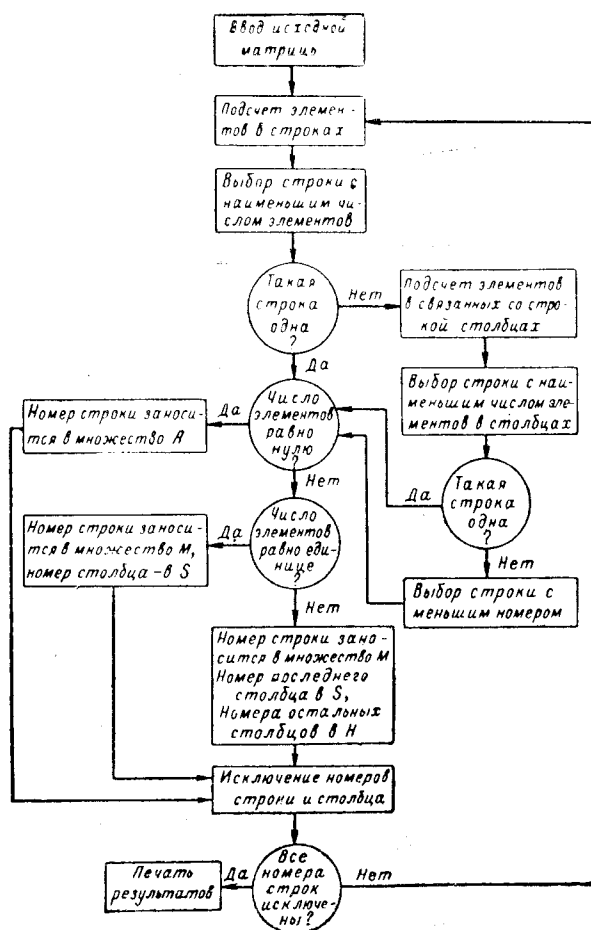 Ввод исходной
матрицы
Подсчет элемен-
тов в строках
Выбор строки с
наименьшим чи-
слом элементов
Такая
строка
одна
?
Нет
Подсчет элементов
в связанных со стро-
кой столбцах
Да
Выбор строки с наи-
меньшим числом эле-
ментов в столбцах
Число
элементов
равно
нулю
?
Да
Номер строки заноси-
тся в множество А
Такая
строка
одна
?
Да
Нет
Нет
Число
элементов
равно еди-
нице
?
Да
Номер строки заноси-
тся в множество М,
номер столбца – в S
Выбор строки с
меньшим номером
Нет
Номер строки зано-
сится в множество М
Номер последнего
столбца в S,
Номера остальных
столбцов в Н
Исключение номеров
строки и столбца
Все
номера
строк
исключе-
ны?
Да
Нет
Печать
результатов